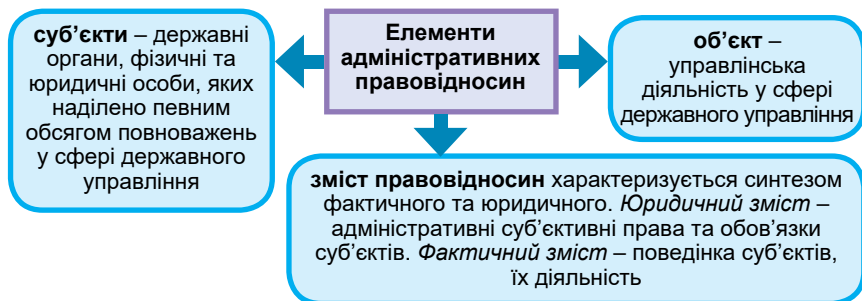 суб’єкти – державні
органи, фізичні та
юридичні особи, яких
наділено певним
обсягом повноважень
у сфері державного
управління
Елементи
адміністративних
правовідносин
об’єкт –
управлінська
діяльність у сфері
державного управління
зміст правовідносин характеризується синтезом
фактичного та юридичного. Юридичний зміст –
адміністративні суб’єктивні права та обов’язки
суб’єктів. Фактичний зміст – поведінка суб’єктів,
їх діяльність